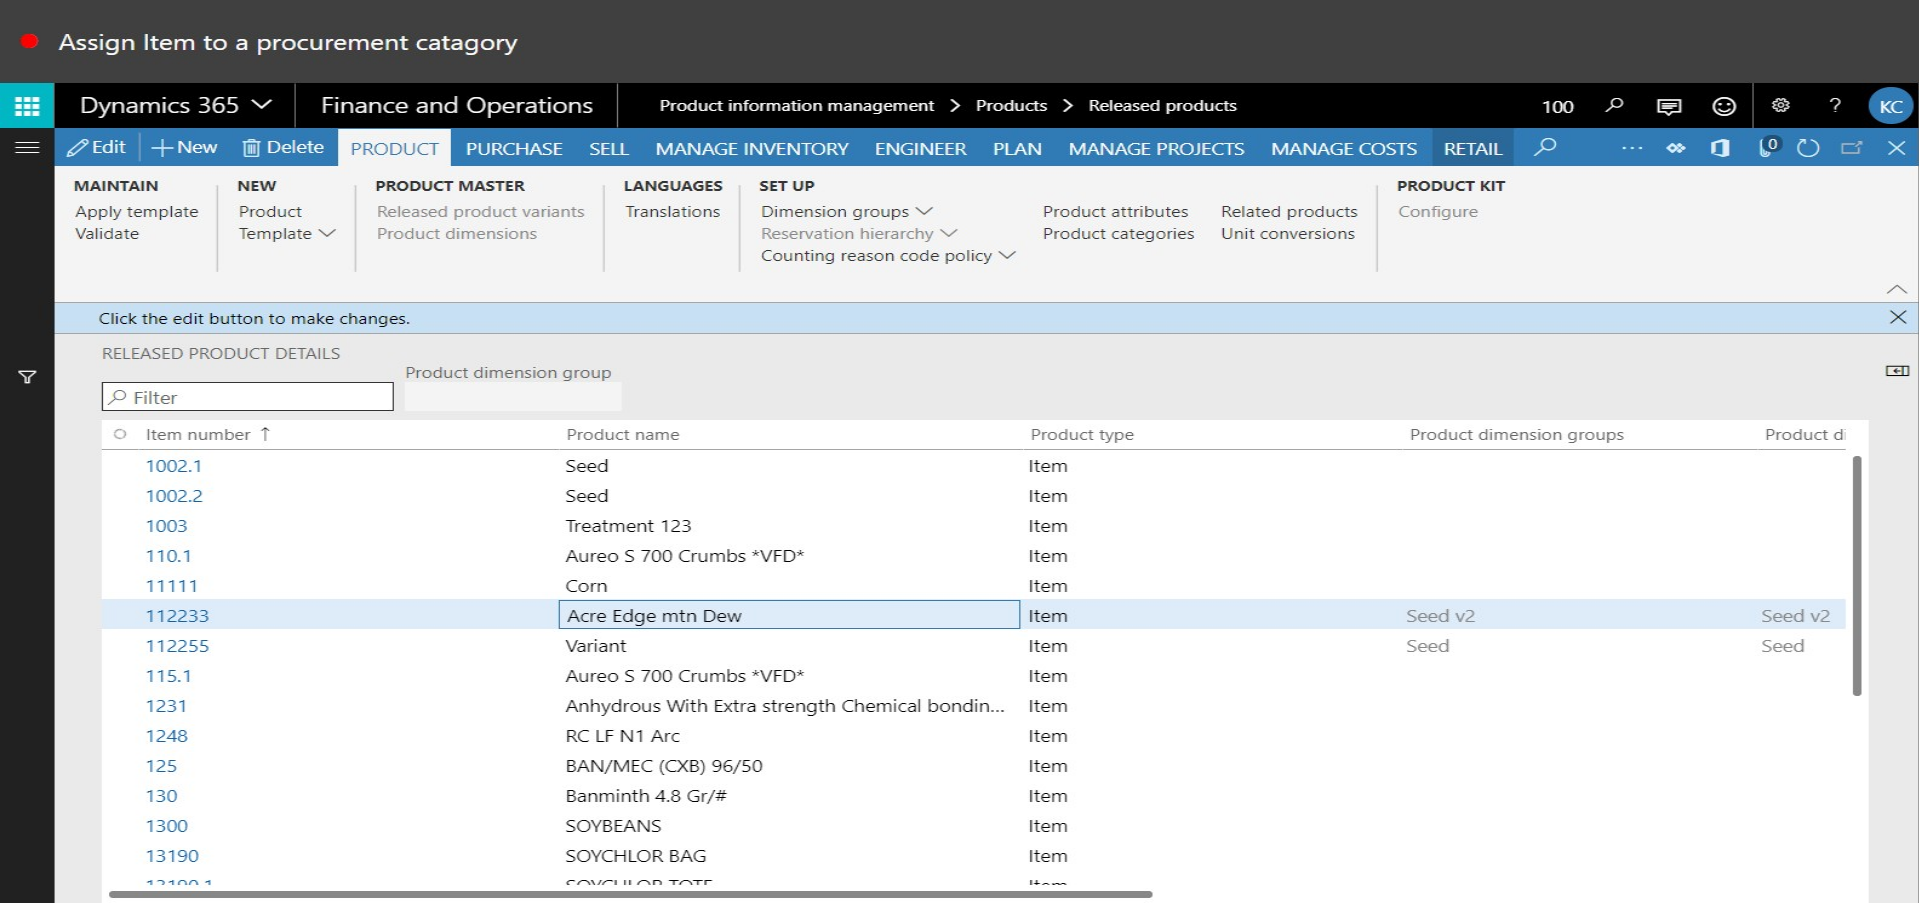 Assign Item to a procurement catagory
Dynamics 365 Finance and Operations Product information management > Products > Released products 100 ? KC
Edit New Delete PRODUCT PURCHASE SELL MANAGE INVENTORY ENGINEER PLAN MANAGE PROJECTS MANAGE COSTS RETAIL ... 0
MAINTAIN NEW PRODUCT MASTER LANGUAGES SET UP PRODUCT KIT
Apply template Product Released product variants Translations Dimension groups Product attributes Related products Configure
Validate Template Product dimensions Reservation hierarchy Product categories Unit conversions
Counting reason code policy
Click the edit button to make changes.
RELEASED PRODUCT DETAILS
Product dimension group
Filter
Item number ↑ Product name Product type Product dimension groups Product di
1002.1 Seed Item
1002.2 Seed Item
1003 Treatment 123 Item
110.1 Aureo S 700 Crumbs *VFD* Item
11111 Corn Item
112233 Acre Edge mtn Dew Item Seed v2 Seed v2
112255 Variant Item Seed Seed
115.1 Aureo S 700 Crumbs *VFD* Item
1231 Anhydrous With Extra strength Chemical bondin... Item
1248 RC LF N1 Arc Item
125 BAN/MEC (CXB) 96/50 Item
130 Banminth 4.8 Gr/# Item
1300 SOYBEANS Item
13190 SOYCHLOR BAG Item
13190.1 SOYCHLOR TOTE Item